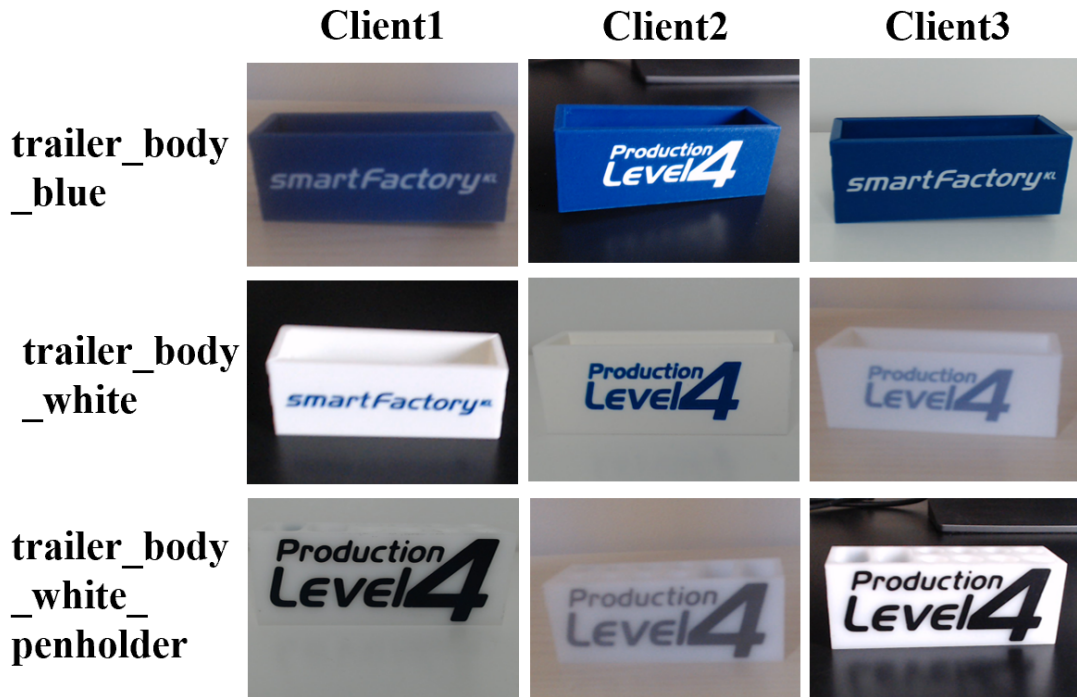 Client1 Client2 Client3
trailer_body
_blue
smartFactory KL
Production
Level4
smartFactory KL
trailer_body
_white
smartFactory KL
Production
Level4
Production
Level4
trailer_body
_white_
penholder
Production
Level4
Production
Level4
Production
Level4